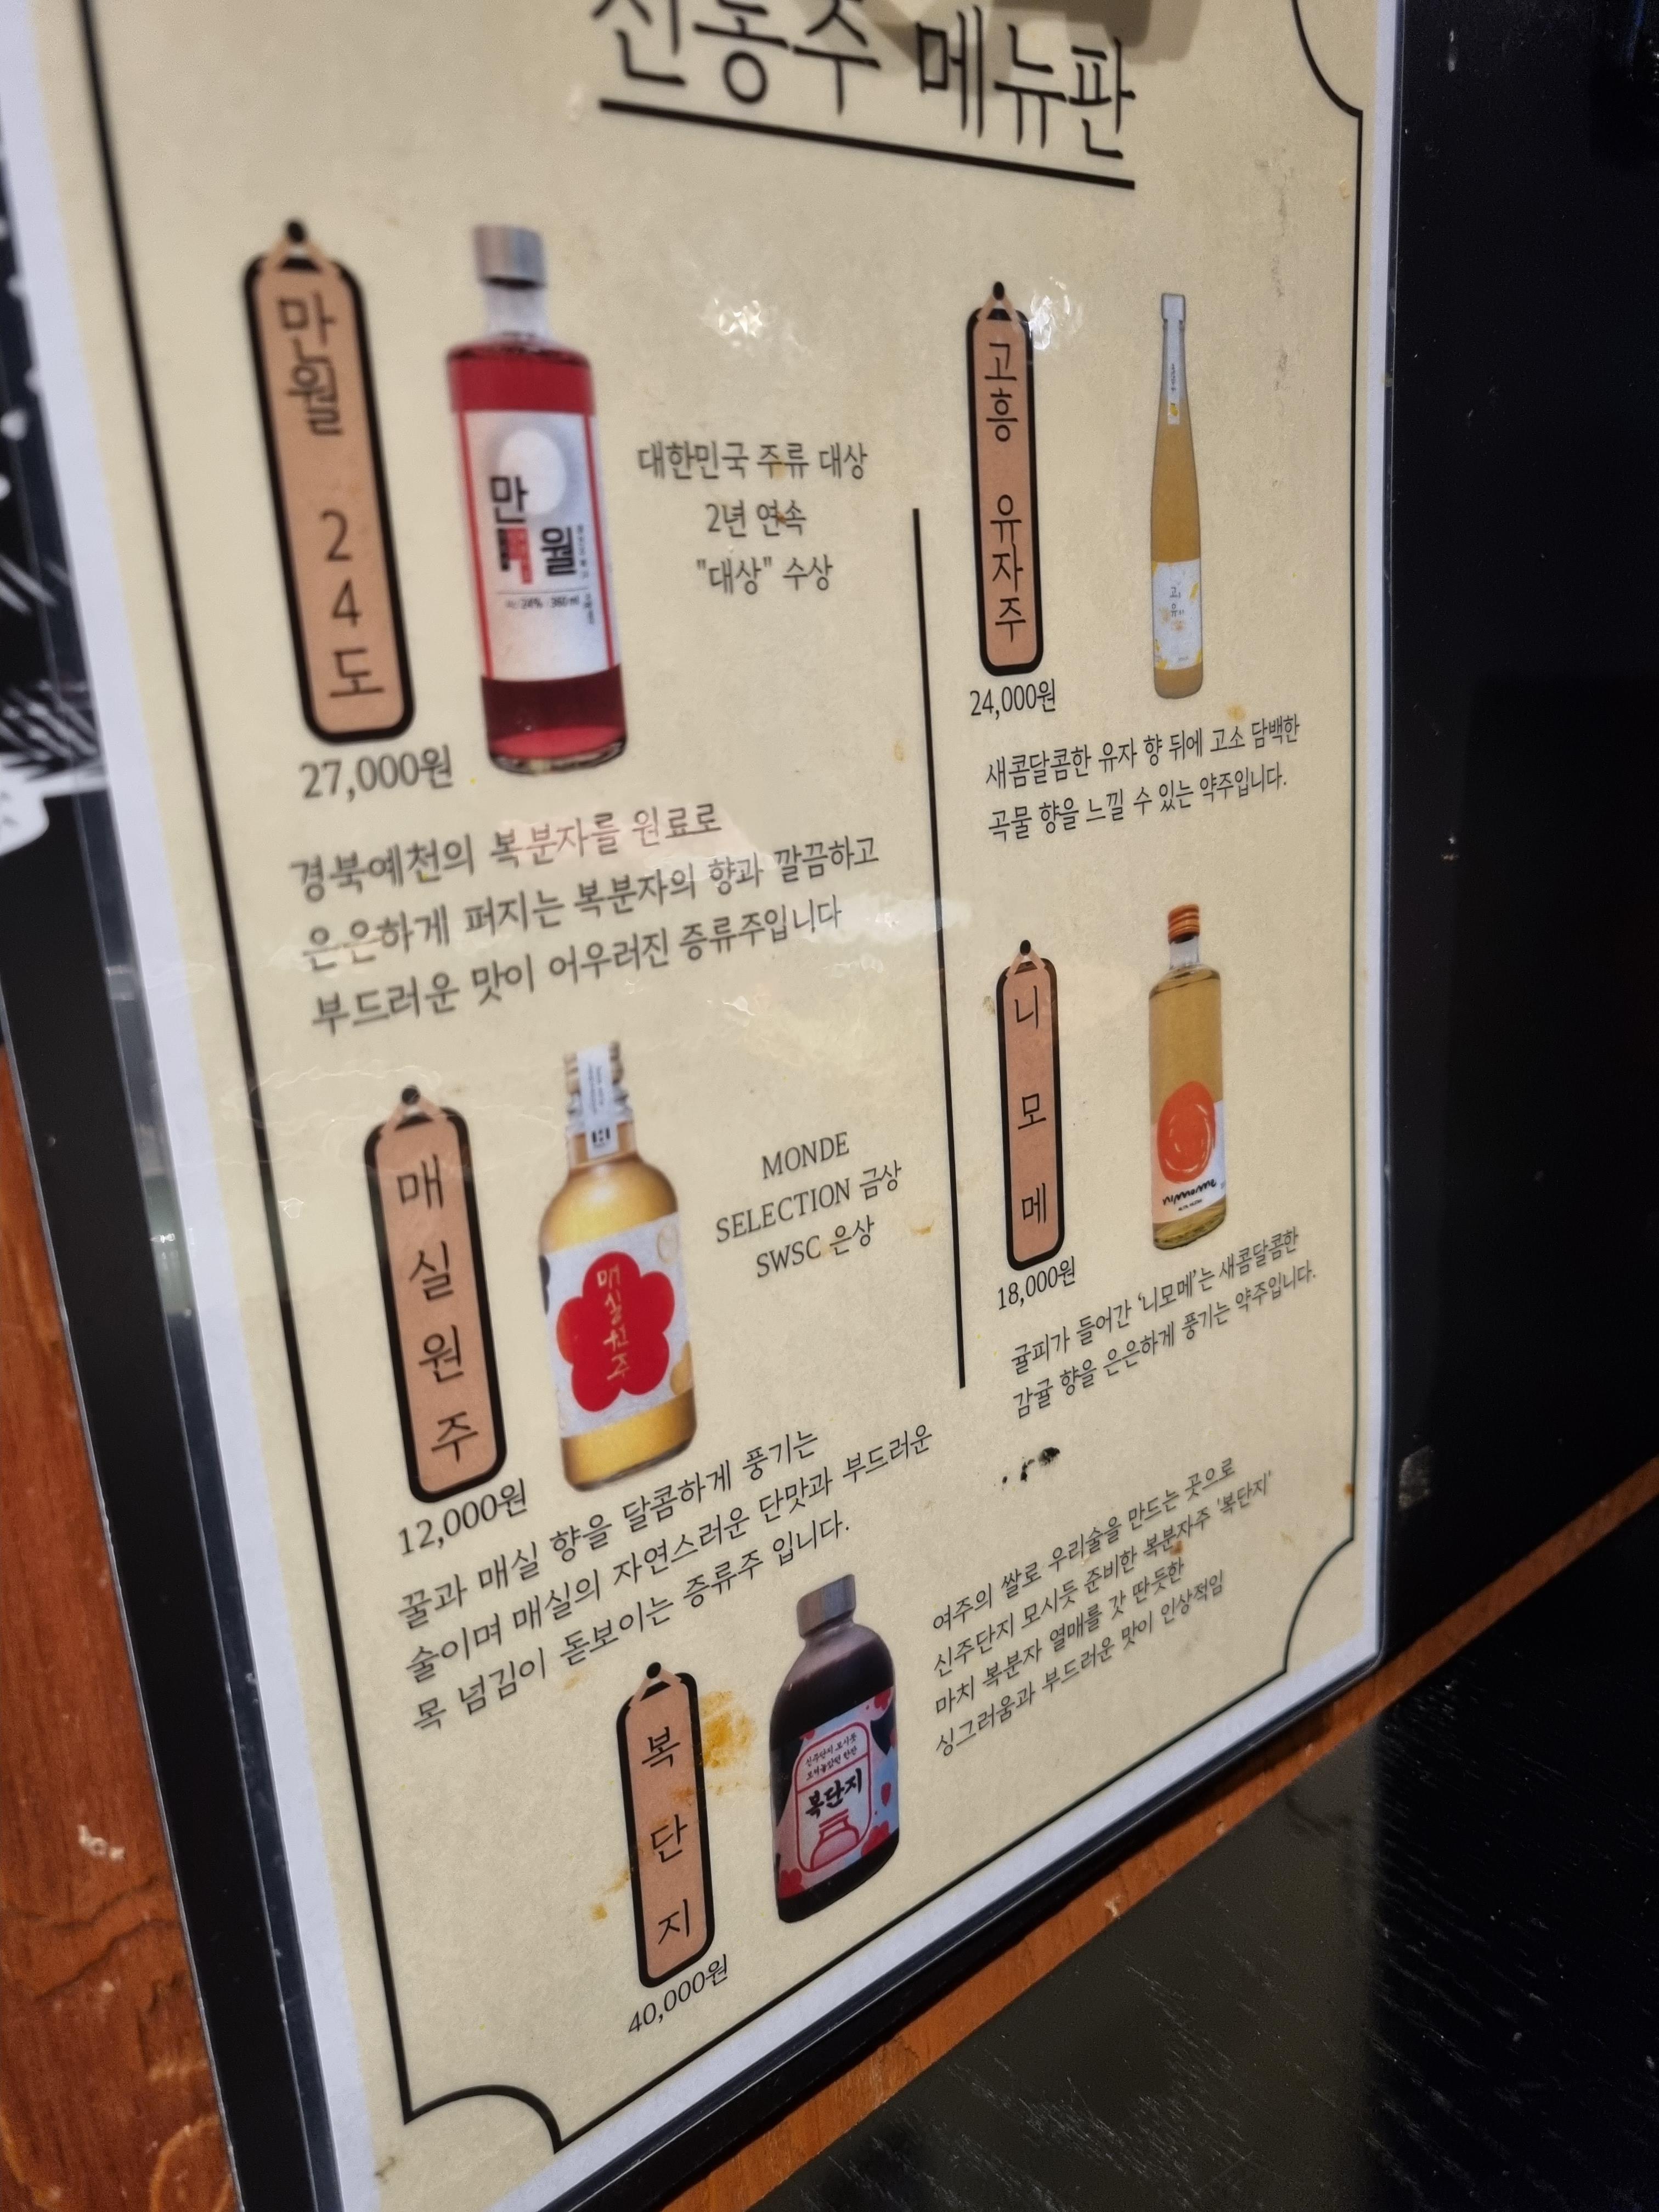 신동주 메뉴판
만월 24도
만월
24% 360ml
대한민국 주류 대상
2년 연속
"대상" 수상
27,000원
경북예천의 복분자를 원료로
은은하게 퍼지는 복분자의 향과 깔끔하고
부드러운 맛이 어우러진 증류주입니다
매실원주
매실원주
MONDE
SELECTION 금상
SWSC 은상
12,000원
꿀과 매실 향을 달콤하게 풍기는
술이며 매실의 자연스러운 단맛과 부드러운
목 넘김이 돋보이는 증류주 입니다.
고흥 유자주
24,000원
새콤달콤한 유자 향 뒤에 고소 담백한
곡물 향을 느낄 수 있는 약주입니다.
니모메
nimome
18,000원
귤피가 들어간 ‘니모메’는 새콤달콤한
감귤 향을 은은하게 풍기는 약주입니다.
복단지
복단지
40,000원
여주의 쌀로 우리술을 만드는 곳으로
신주단지 모시듯 준비한 복분자주 '복단지'
마치 복분자 열매를 갓 딴듯한
싱그러움과 부드러운 맛이 인상적임